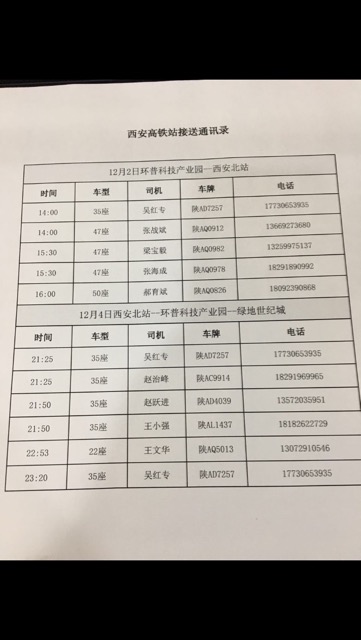 西安高铁站接送通讯录
12月2日环普科技产业园--西安北站
时间 车型 司机 车牌 电话
14:00 35座 吴红专 陕AD7257 17730653935
14:00 47座 张战斌 陕AQ0912 13669273680
15:30 47座 梁宝毅 陕AQ0982 13259975137
15:30 47座 张海成 陕AQ0978 18291890992
16:00 50座 郝育斌 陕AQ0826 18092390868
12月4日西安北站--环普科技产业园--绿地世纪城
时间 车型 司机 车牌 电话
21:25 35座 吴红专 陕AD7257 17730653935
21:25 35座 赵治峰 陕AC9914 18291969965
21:50 35座 赵跃进 陕AD4039 13572035951
21:50 35座 王小强 陕AL1437 18182622729
22:53 22座 王文华 陕AQ5013 13072910546
23:20 35座 吴红专 陕AD7257 17730653935